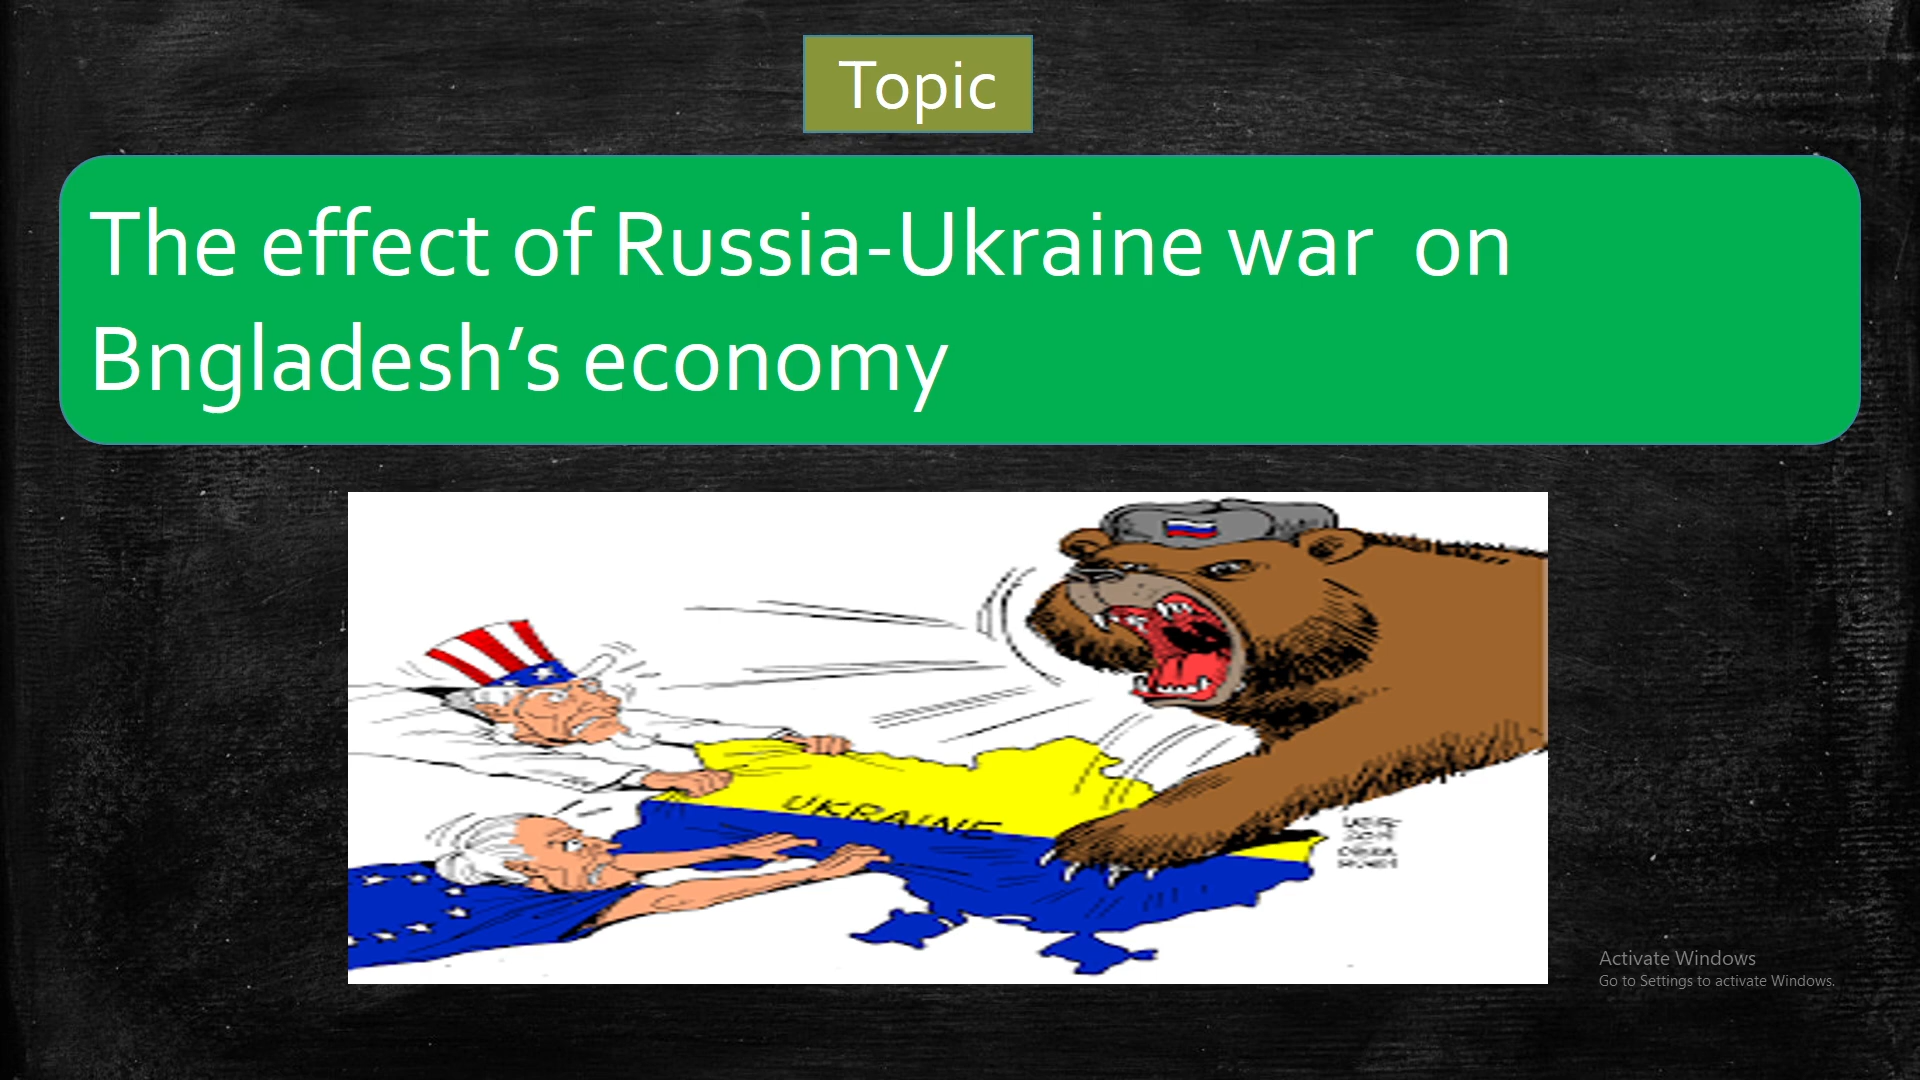 Topic
The effect of Russia-Ukraine war  on
Bngladesh’s economy
UKRAINE
Activate Windows
Go to Settings to activate Windows.